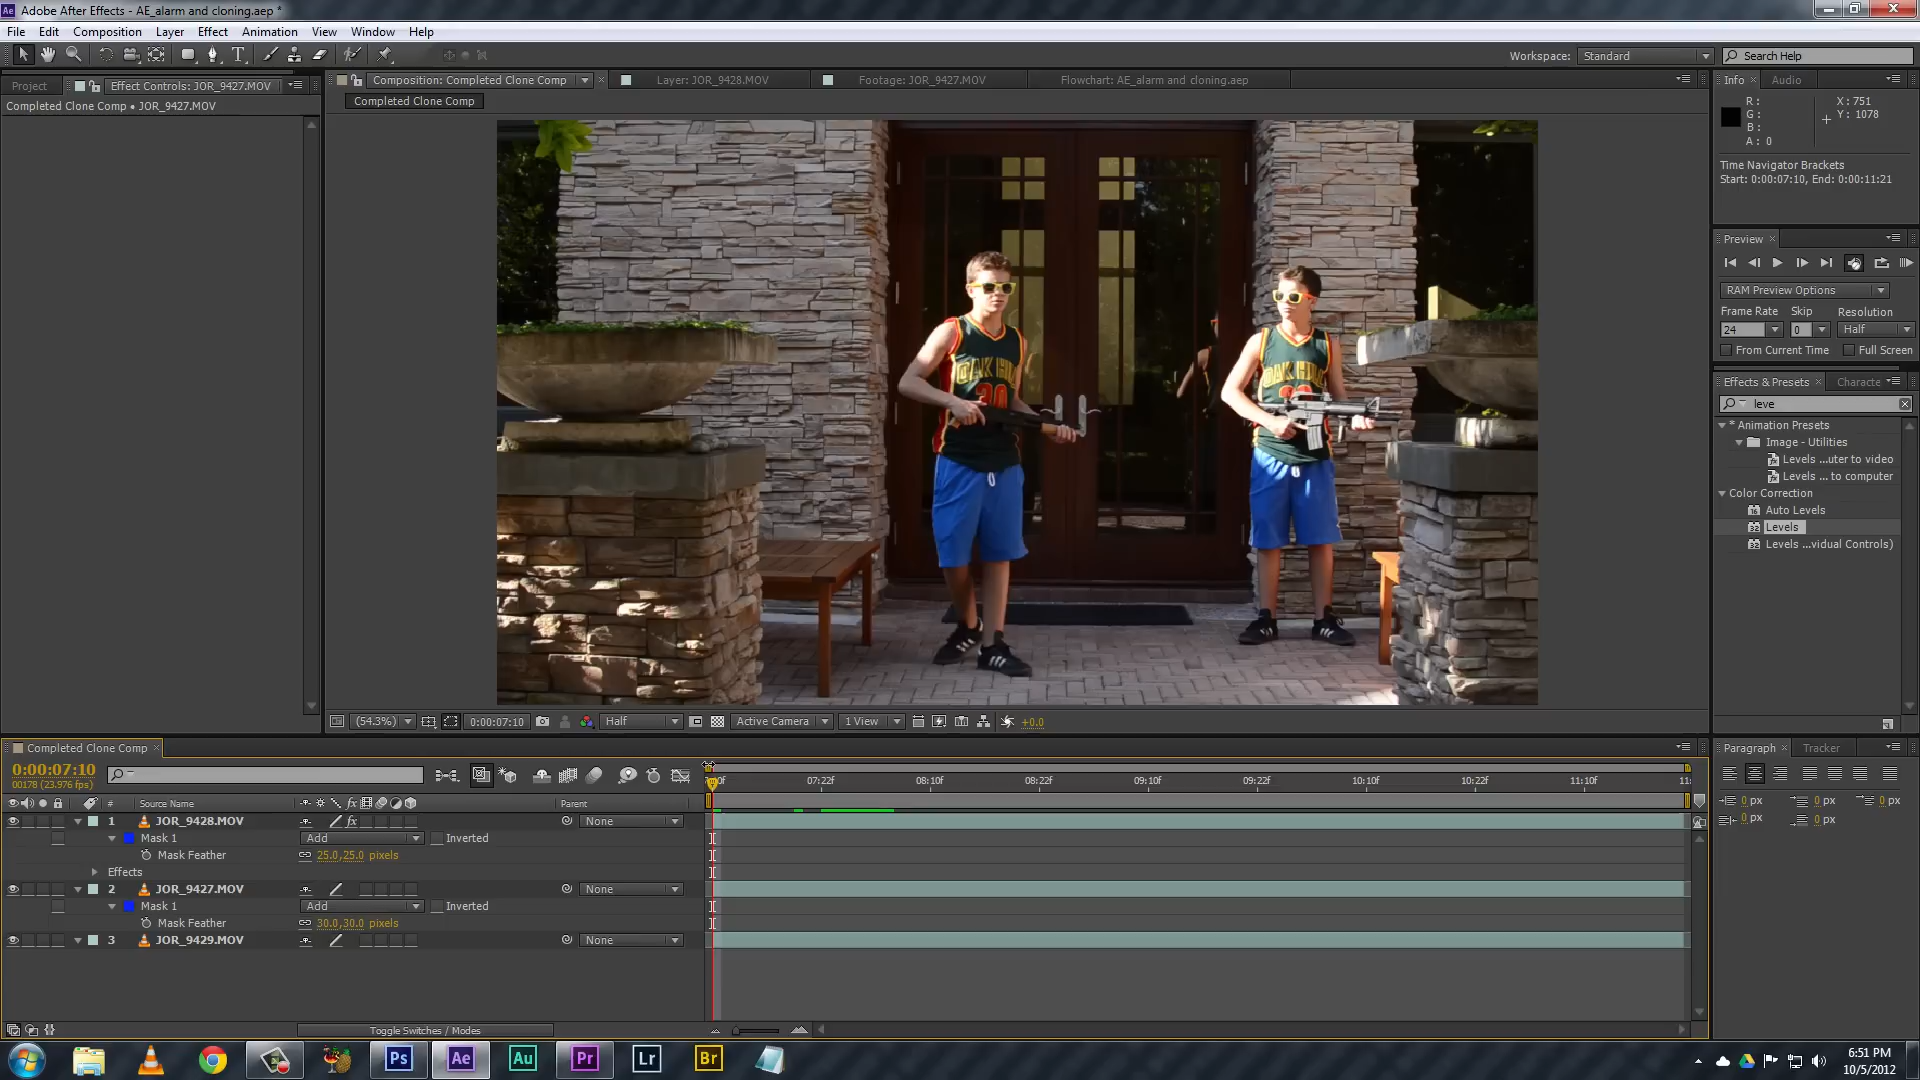 Ae Adobe After Effects - AE_alarm and cloning.aep *
File Edit Composition Layer Effect Animation View Window Help
T Workspace: Standard Search Help
Project Effect Controls: JOR_9427.MOV Composition: Completed Clone Comp Layer: JOR_9428.MOV Footage: JOR_9427.MOV Flowchart: AE_alarm and cloning.aep Info Audio
Completed Clone Comp • JOR_9427.MOV
Completed Clone Comp
R :
G :
B :
A : 0
X : 751
Y : 1078
Time Navigator Brackets
Start: 0:00:07:10, End: 0:00:11:21
Preview
RAM Preview Options
Frame Rate Skip Resolution
24 0 Half
From Current Time Full Screen
Effects & Presets Characte
leve
* Animation Presets
Image - Utilities
Levels ...uter to video
Levels ... to computer
Color Correction
Auto Levels
Levels
Levels ...vidual Controls)
OAK HIL
30
OAK HIL
(54.3%) 0:00:07:10 Half Active Camera 1 View +0.0
Completed Clone Comp
0:00:07:10
00178 (23.976 fps)
07:22f 08:10f 08:22f 09:10f 09:22f 10:10f 10:22f 11:10f 11:
# Source Name fx Parent
1 JOR_9428.MOV fx None
Mask 1 Add Inverted
Mask Feather 25.0,25.0 pixels
Effects
2 JOR_9427.MOV None
Mask 1 Add Inverted
Mask Feather 30.0,30.0 pixels
3 JOR_9429.MOV None
Toggle Switches / Modes
Paragraph Tracker
0 px 0 px 0 px
0 px 0 px
Ps Ae Au Pr Lr Br
6:51 PM
10/5/2012